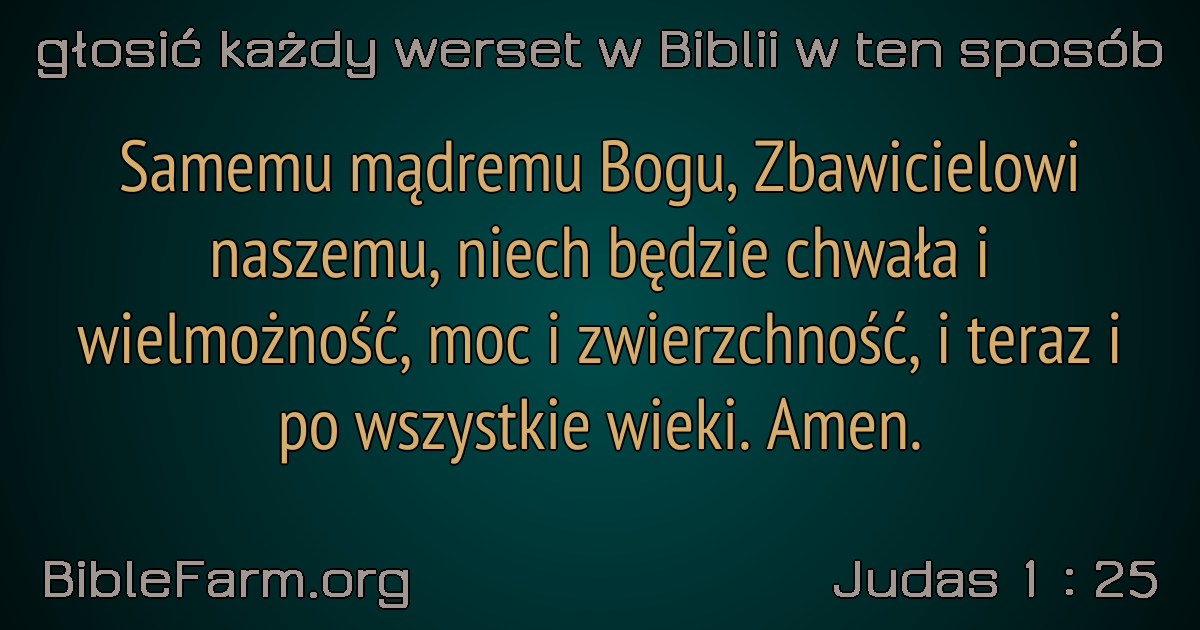 głosić każdy werset w Biblii w ten sposób
Samemu mądremu Bogu, Zbawicielowi
naszemu, niech będzie chwała i
wielmożność, moc i zwierzchność, i teraz i
po wszystkie wieki. Amen.
BibleFarm.org
Judas 1 : 25